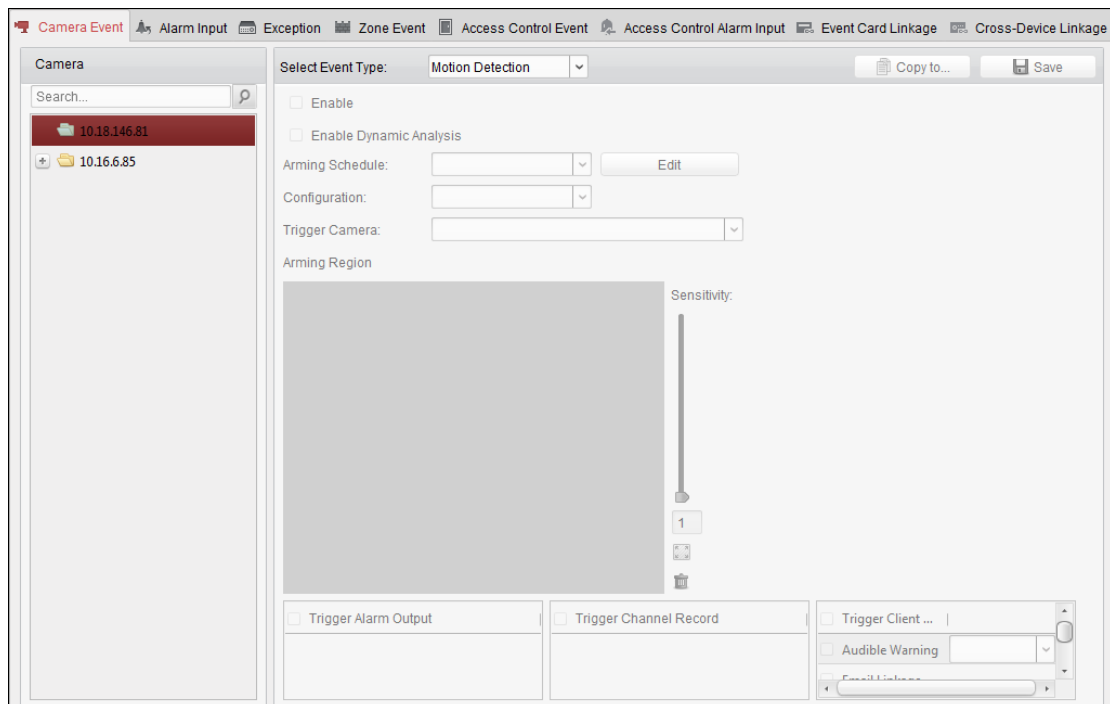 Camera Event Alarm Input Exception Zone Event Access Control Event Access Control Alarm Input Event Card Linkage Cross-Device Linkage
Camera
Search...
10.18.146.81
10.16.6.85
Select Event Type: Motion Detection Copy to... Save
Enable
Enable Dynamic Analysis
Arming Schedule: Edit
Configuration:
Trigger Camera:
Arming Region
Sensitivity:
1
Trigger Alarm Output Trigger Channel Record Trigger Client ...
Audible Warning
Email Linkage